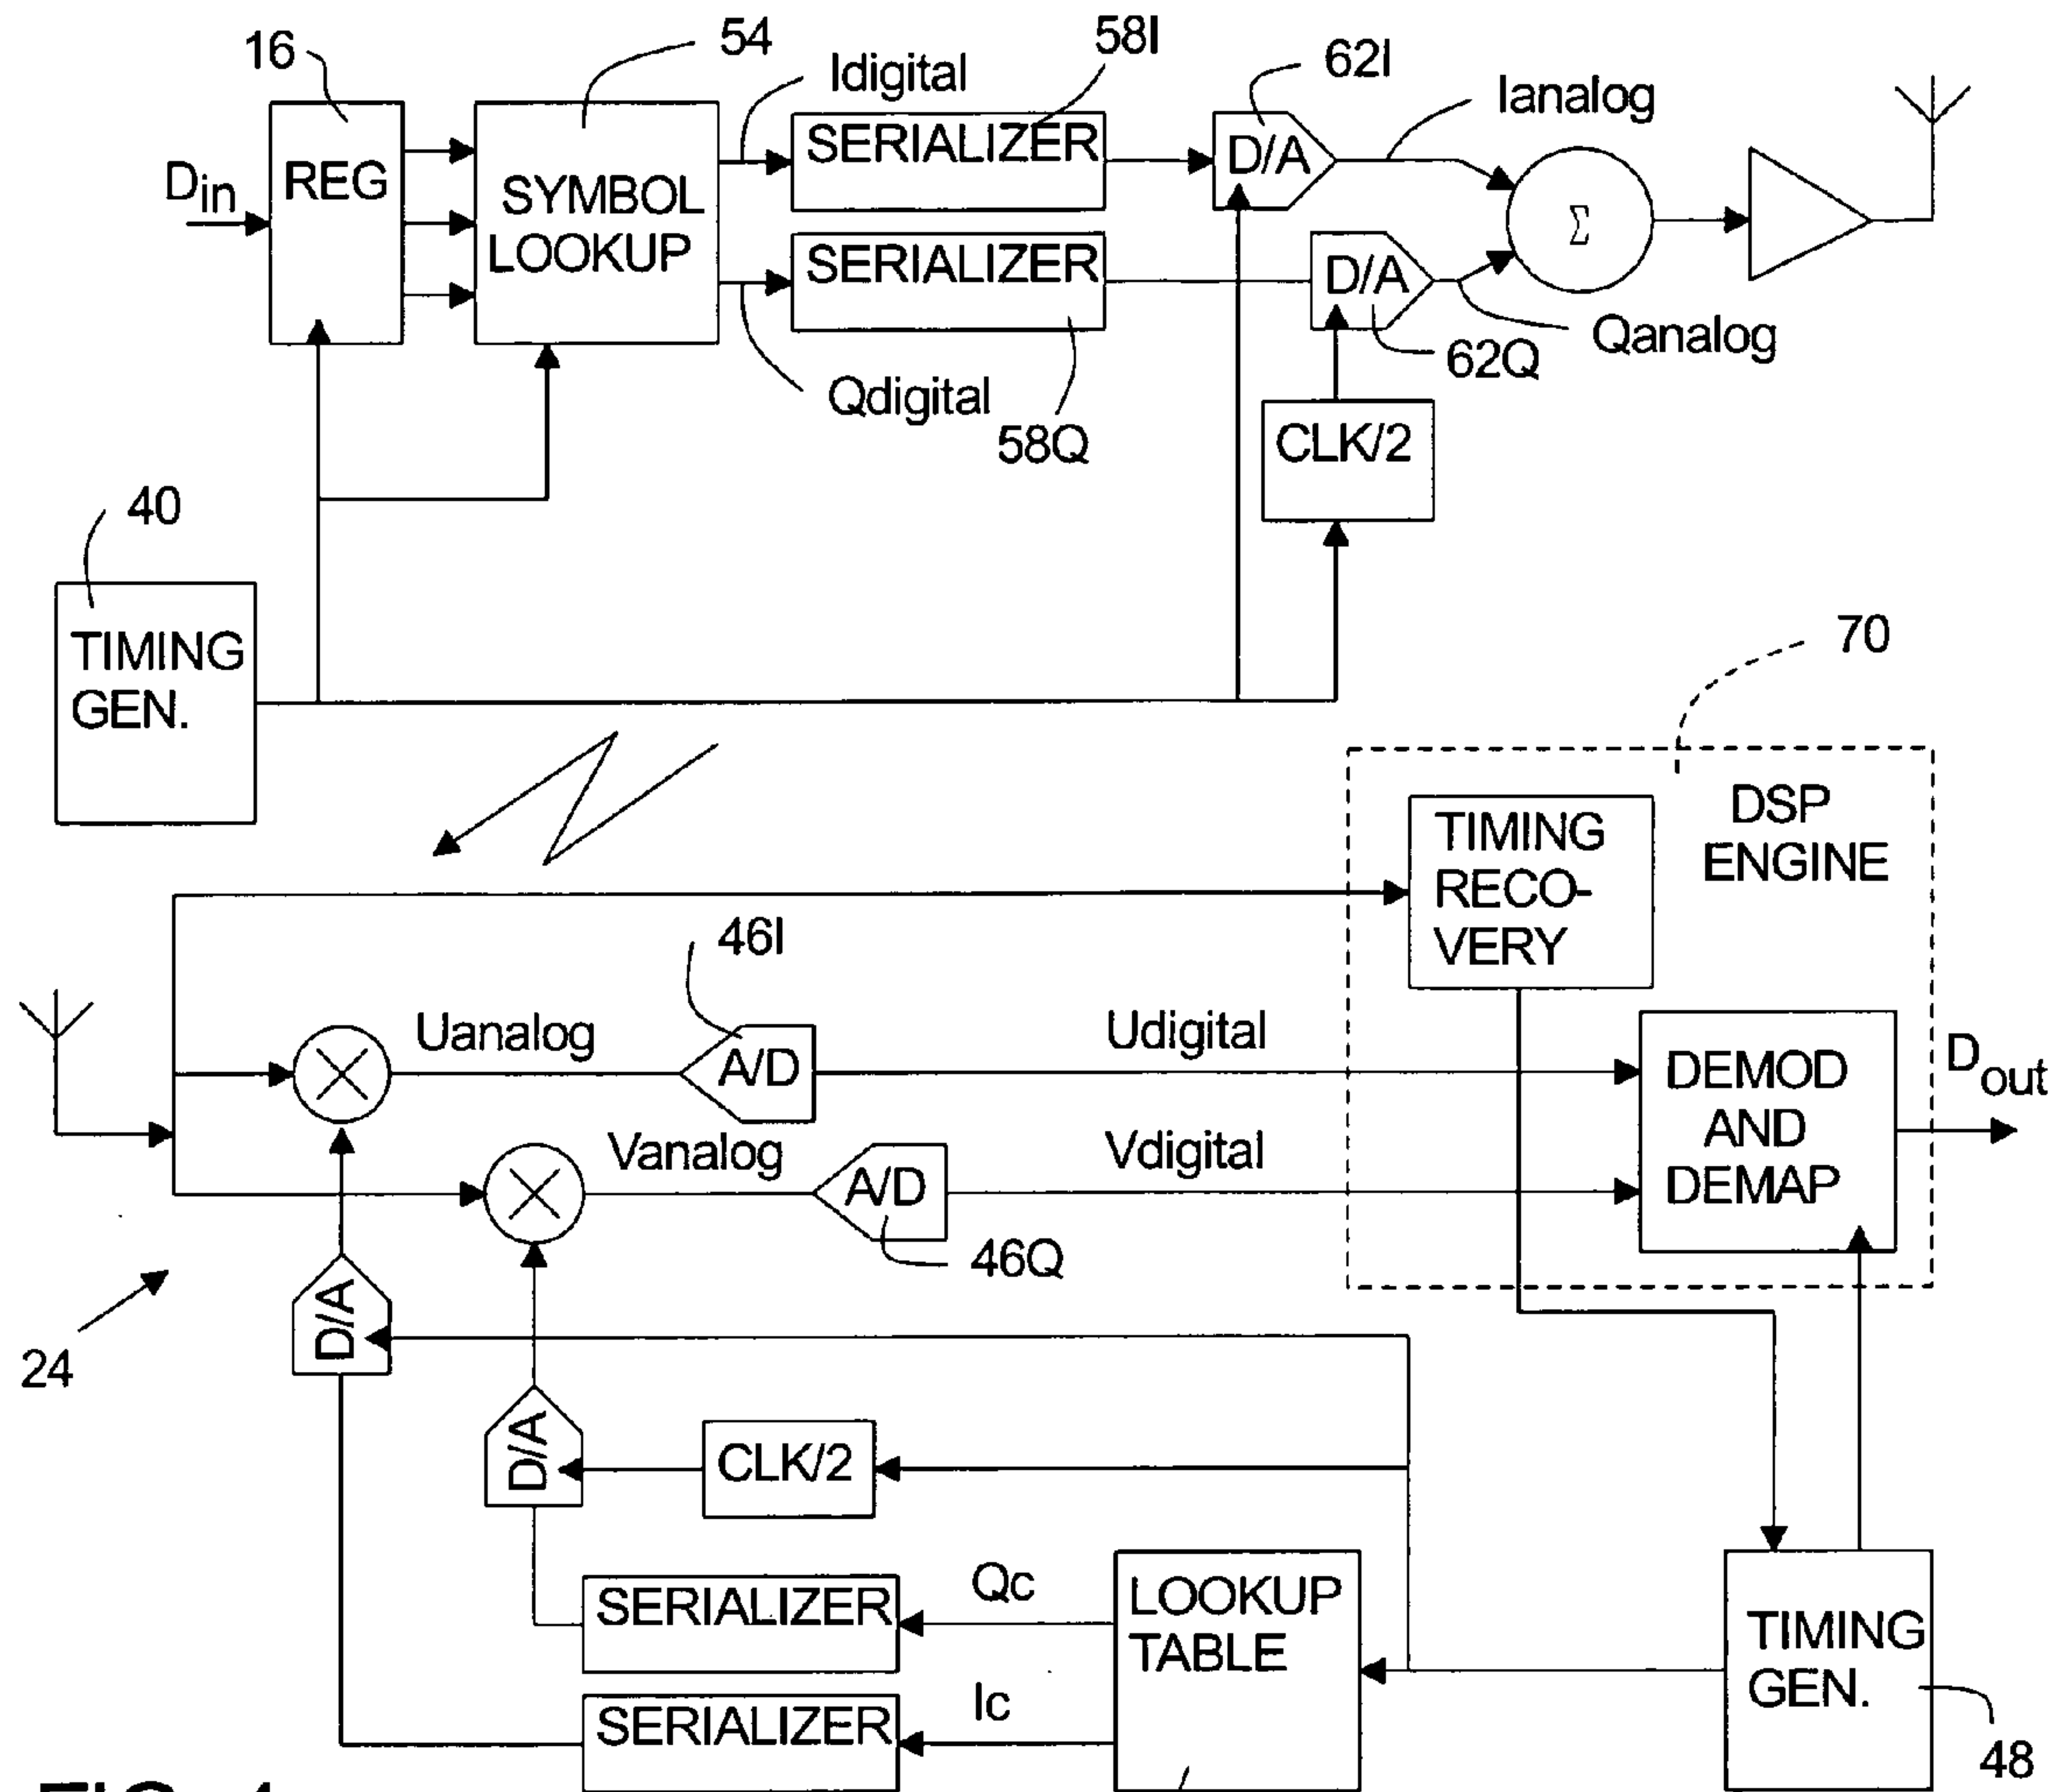 16
54
Idigital
58I
62I
Ianalog
Din
REG
SYMBOL
LOOKUP
SERIALIZER
SERIALIZER
D/A
D/A
Σ
Qdigital
58Q
62Q
Qanalog
CLK/2
40
TIMING
GEN.
70
DSP
ENGINE
TIMING
RECO-
VERY
46I
Uanalog
A/D
Udigital
DEMOD
AND
DEMAP
Dout
Vanalog
A/D
Vdigital
46Q
24
D/A
D/A
CLK/2
SERIALIZER
Qc
LOOKUP
TABLE
SERIALIZER
Ic
TIMING
GEN.
48